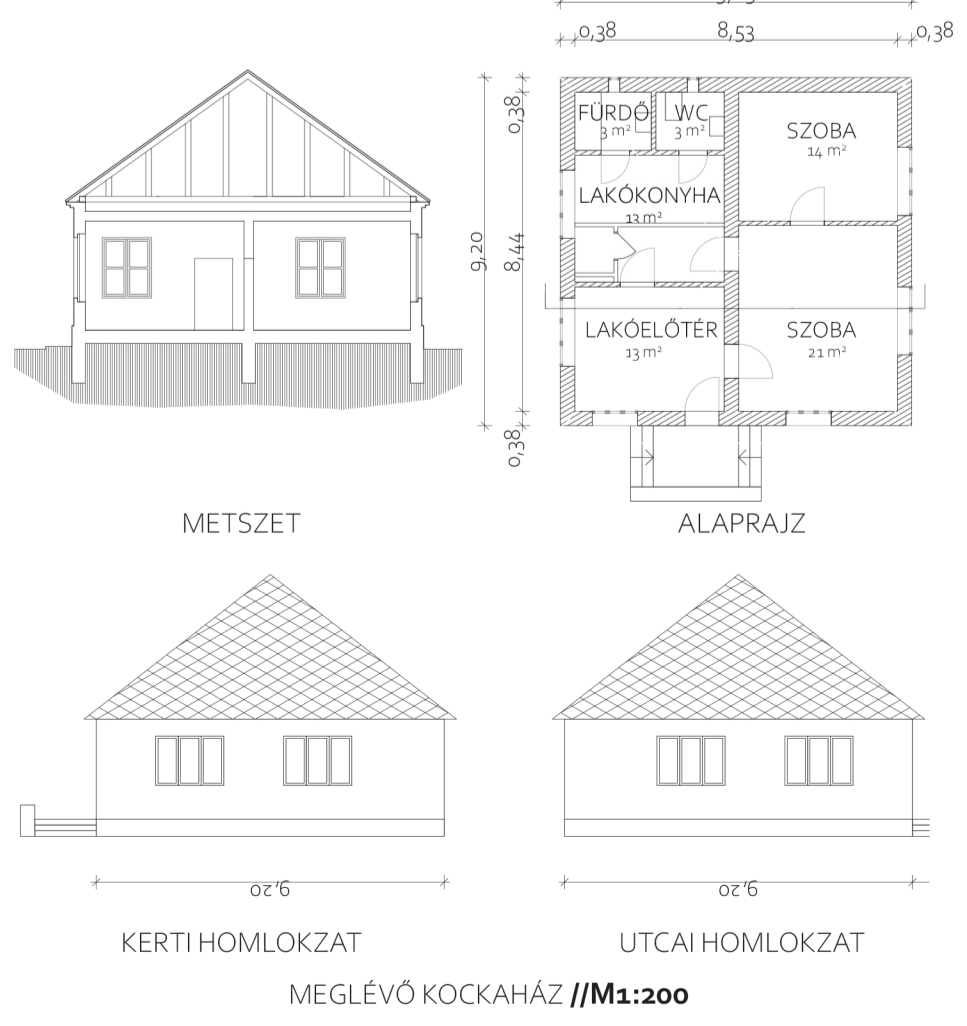 0,38 8,53 0,38
0,38
9,20
8,44
0,38
FÜRDŐ
3 m²
WC
3 m²
SZOBA
14 m²
LAKÓKONYHA
13 m²
LAKÓELŐTÉR
13 m²
SZOBA
21 m²
METSZET
ALAPRAJZ
9,20
9,20
KERTI HOMLOKZAT
UTCAI HOMLOKZAT
MEGLÉVŐ KOCKAHÁZ //M1:200